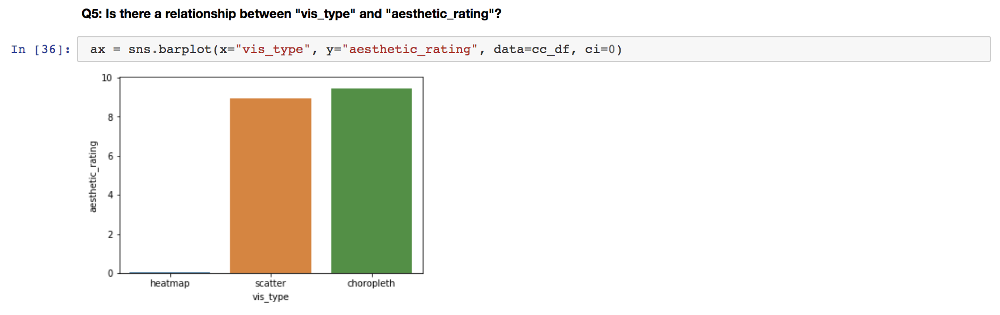 Q5: Is there a relationship between "vis_type" and "aesthetic_rating"?
In [36]: ax = sns.barplot(x="vis_type", y="aesthetic_rating", data=cc_df, ci=0)
10
8
6
4
2
0
aesthetic_rating
heatmap scatter choropleth
vis_type